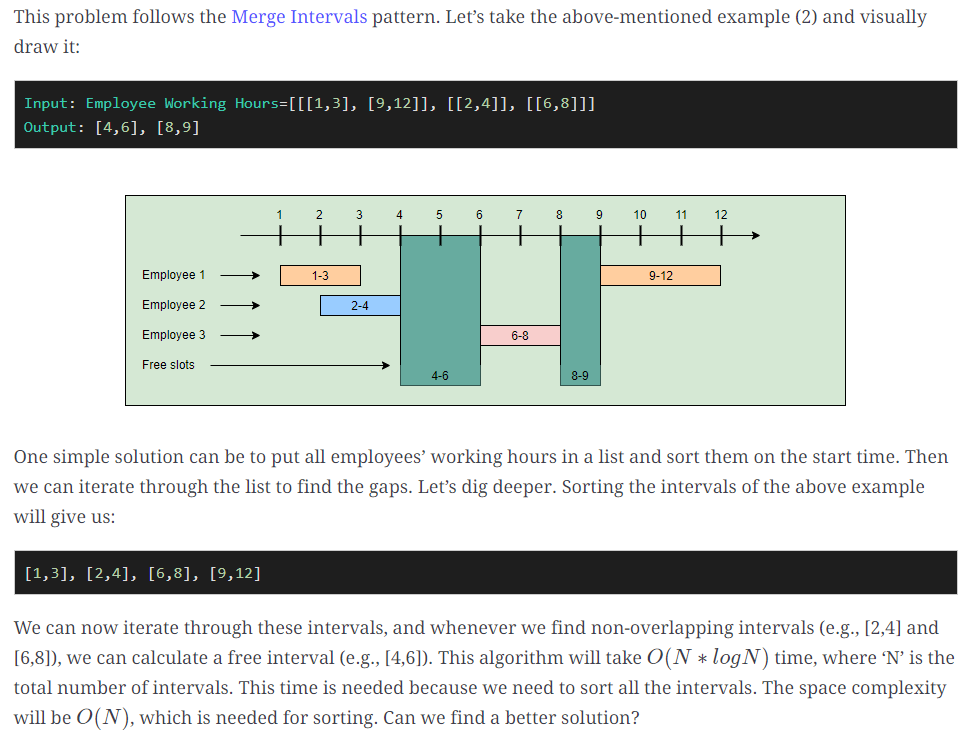 This problem follows the Merge Intervals pattern. Let’s take the above-mentioned example (2) and visually
draw it:
Input: Employee Working Hours=[[[1,3], [9,12]], [[2,4]], [[6,8]]]
Output: [4,6], [8,9]
1 2 3 4 5 6 7 8 9 10 11 12
Employee 1 1-3 9-12
Employee 2 2-4
Employee 3 6-8
Free slots
4-6 8-9
One simple solution can be to put all employees’ working hours in a list and sort them on the start time. Then
we can iterate through the list to find the gaps. Let’s dig deeper. Sorting the intervals of the above example
will give us:
[1,3], [2,4], [6,8], [9,12]
We can now iterate through these intervals, and whenever we find non-overlapping intervals (e.g., [2,4] and
[6,8]), we can calculate a free interval (e.g., [4,6]). This algorithm will take O(N ∗ logN) time, where ‘N’ is the
total number of intervals. This time is needed because we need to sort all the intervals. The space complexity
will be O(N), which is needed for sorting. Can we find a better solution?